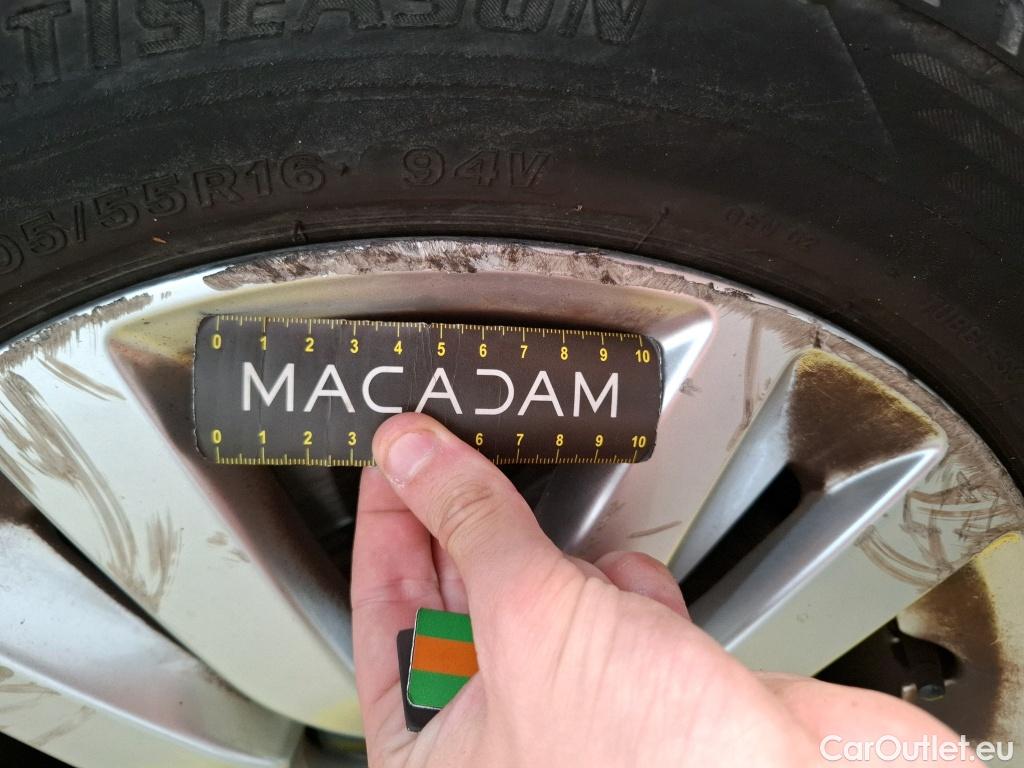 TISEASON
05/55R16 94V
0 1 2 3 4 5 6 7 8 9 10
MACADAM
0 1 2 3 6 7 8 9 10
CarOutlet.eu